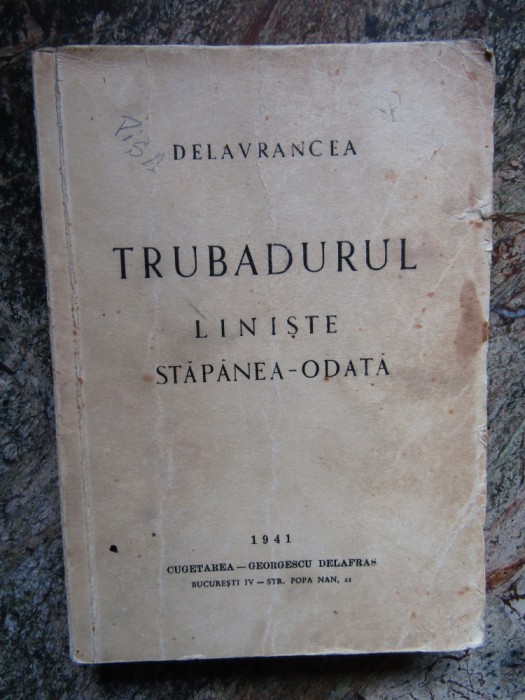 DELAVRANCEA
TRUBADURUL
LINIȘTE
STĂPÂNEA-ODATĂ
1941
CUGETAREA — GEORGESCU DELAFRAS
BUCUREȘTI IV — STR. POPA NAN, 21